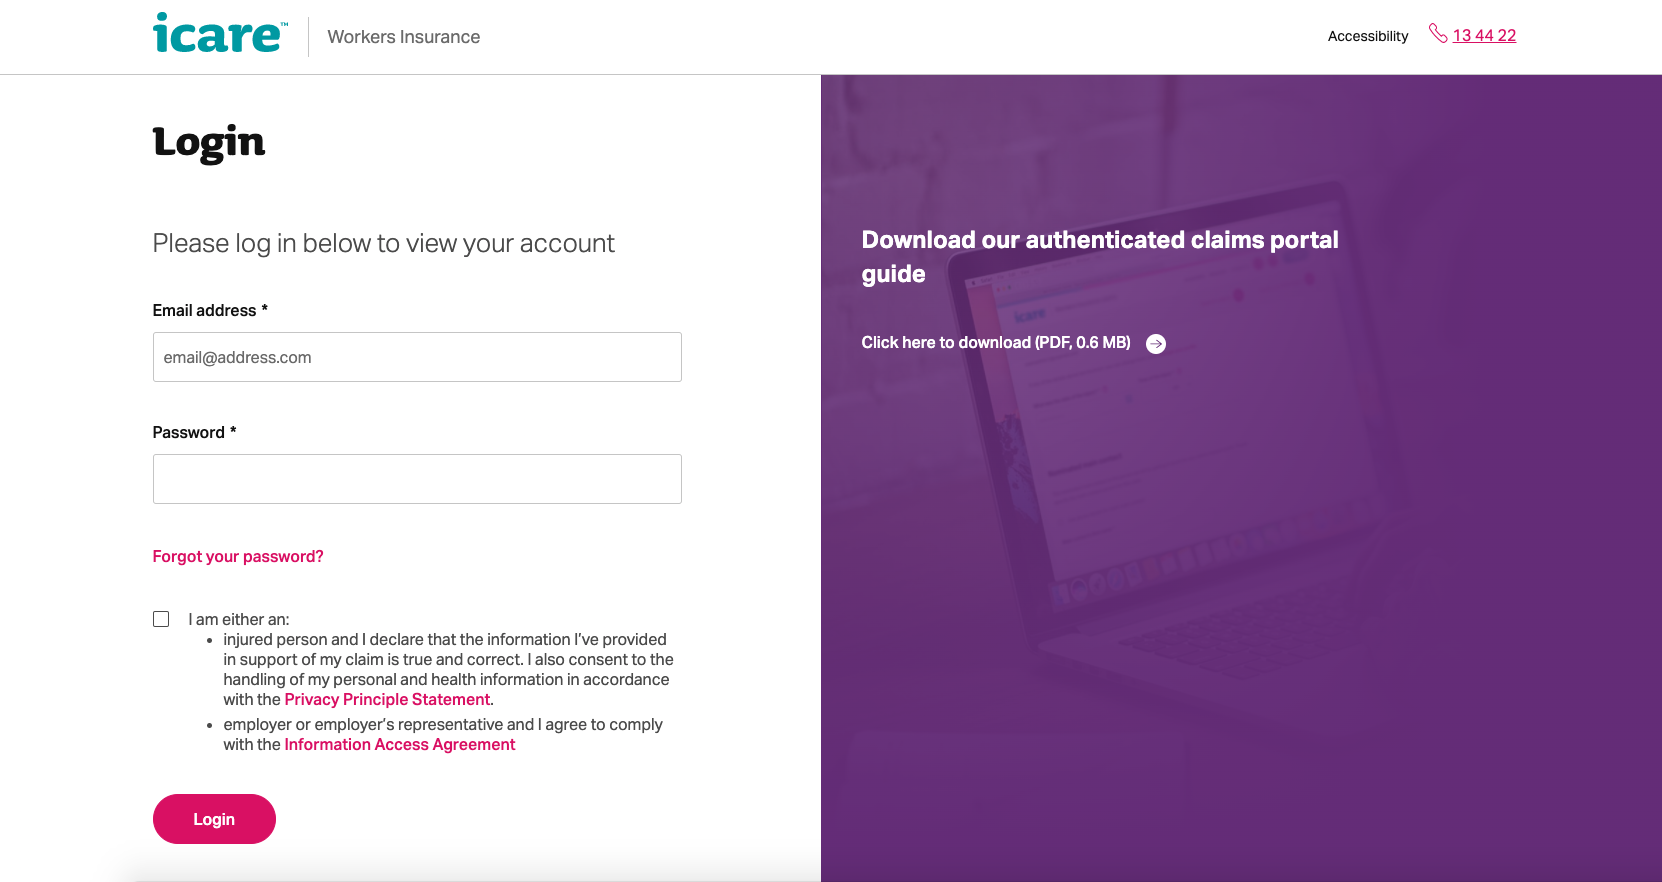 icare™
Workers Insurance
Accessibility
13 44 22
Login
Please log in below to view your account
Email address *
email@address.com
Password *
Forgot your password?
I am either an:
• injured person and I declare that the information I've provided
in support of my claim is true and correct. I also consent to the
handling of my personal and health information in accordance
with the Privacy Principle Statement.
• employer or employer's representative and I agree to comply
with the Information Access Agreement
Login
Download our authenticated claims portal
guide
Click here to download (PDF, 0.6 MB)
icare